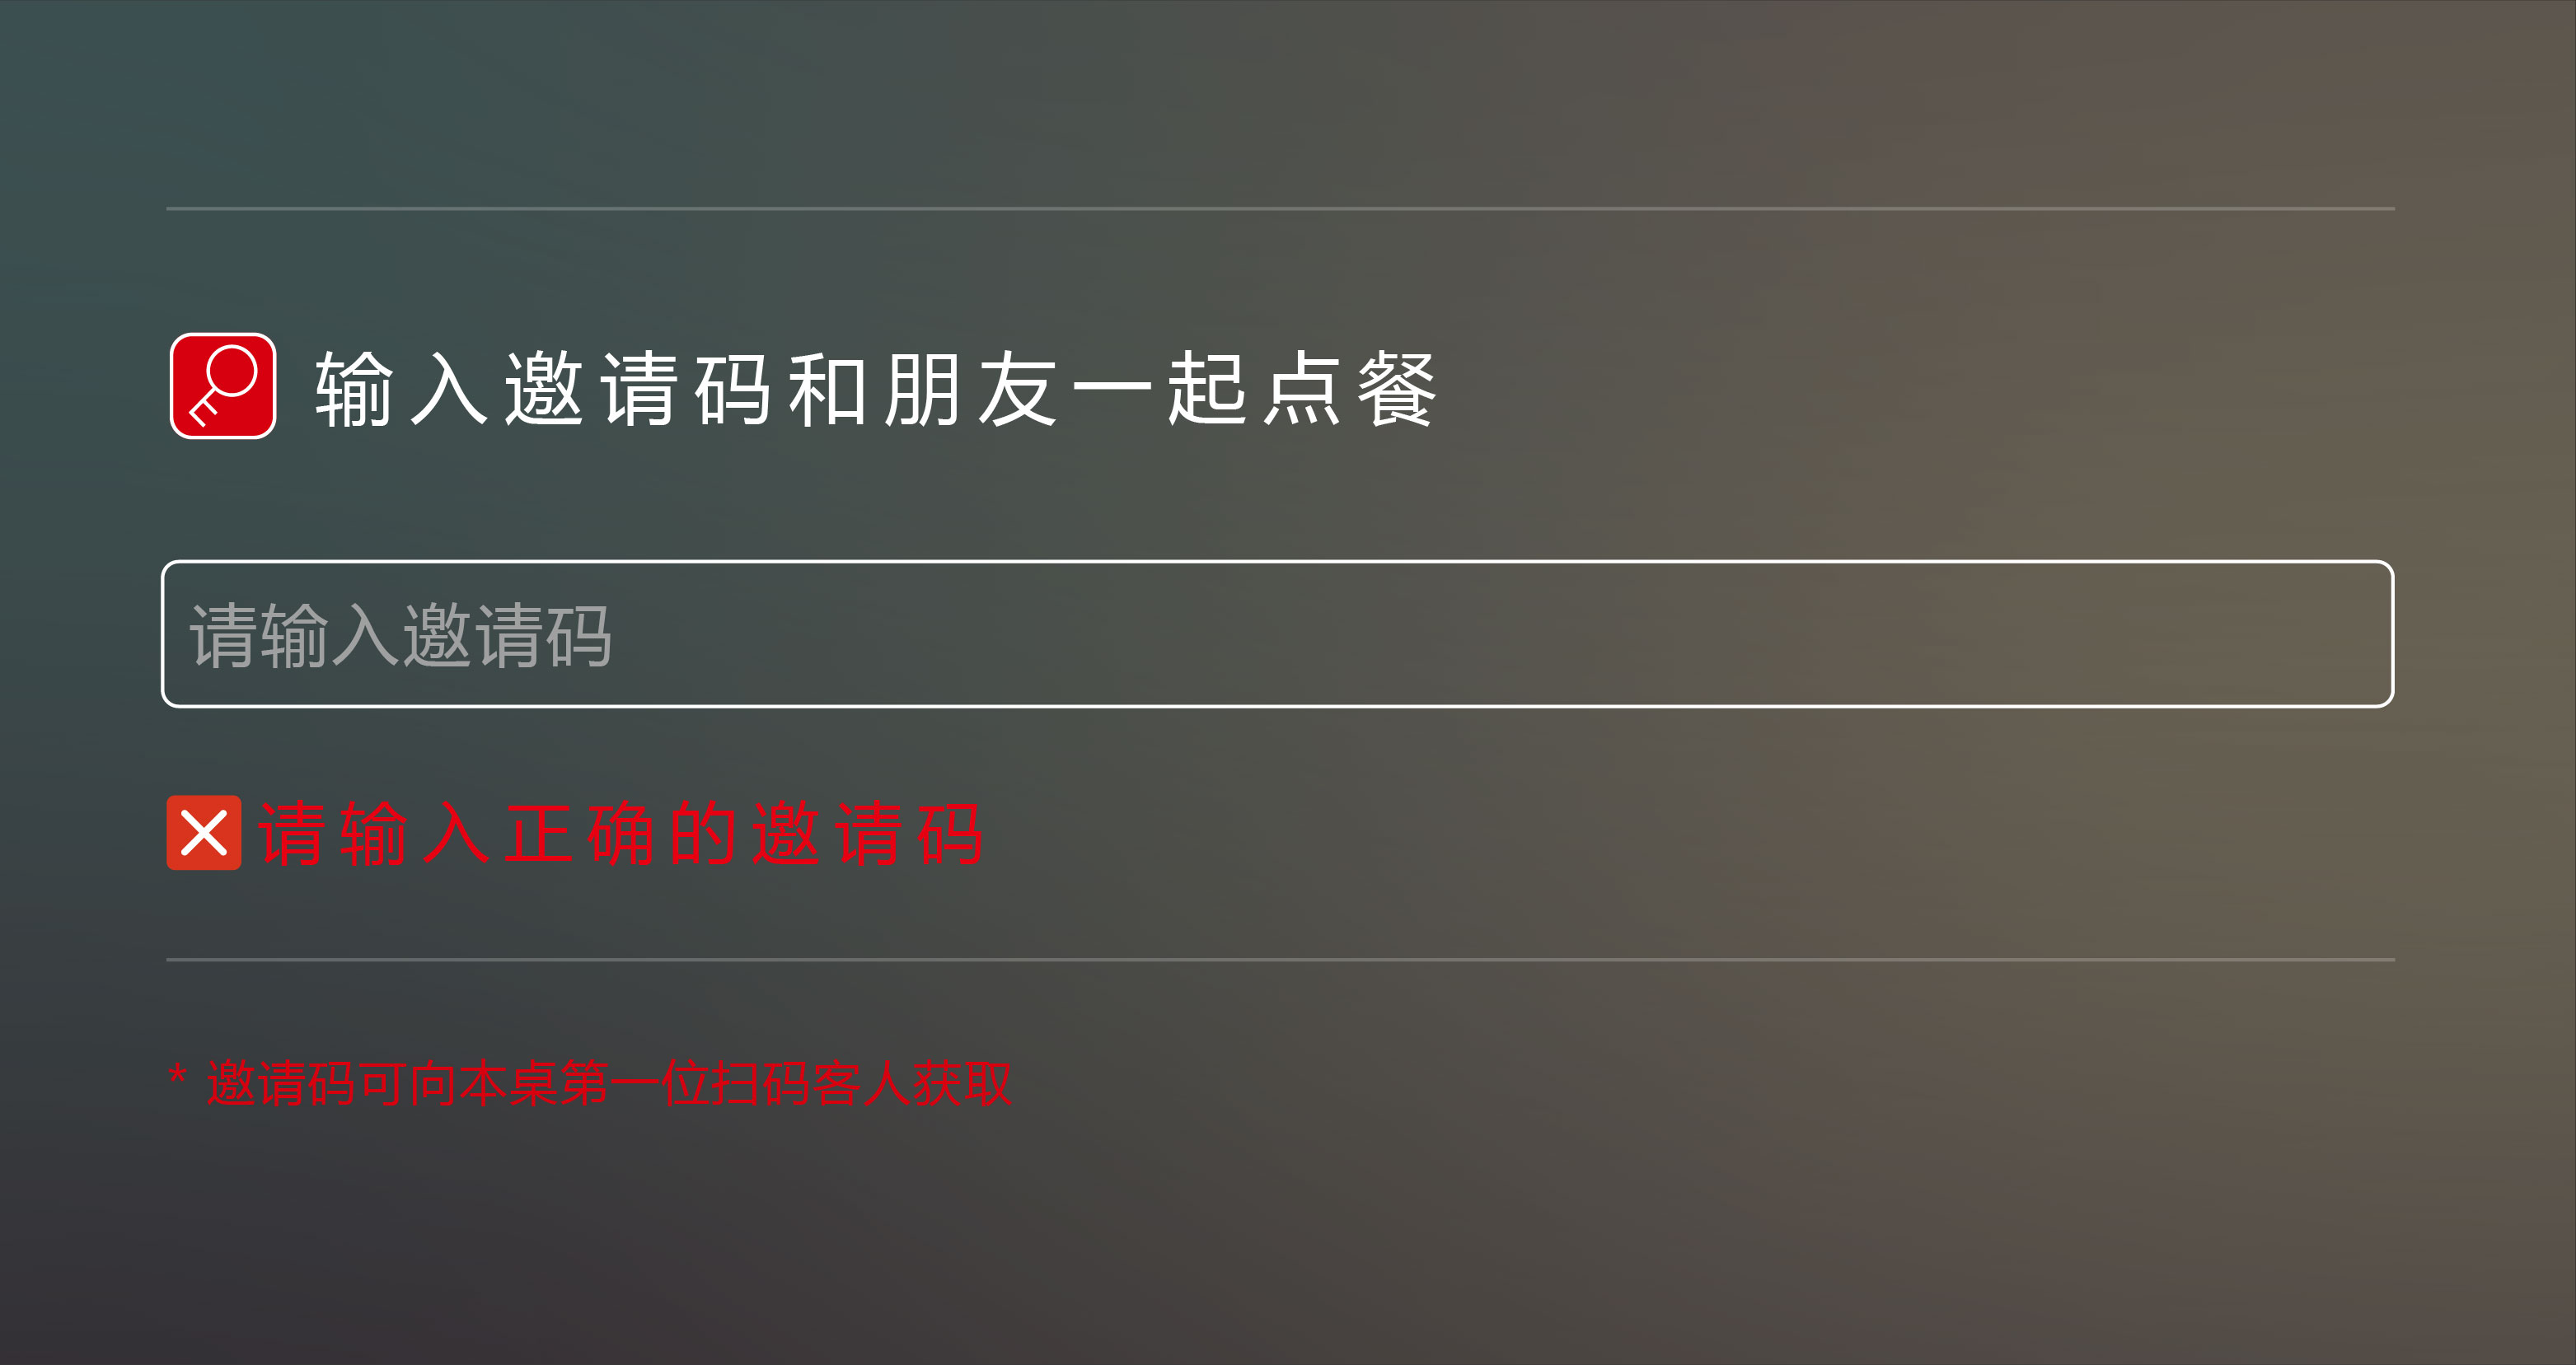 输入邀请码和朋友一起点餐
请输入邀请码
请输入正确的邀请码
* 邀请码可向本桌第一位扫码客人获取